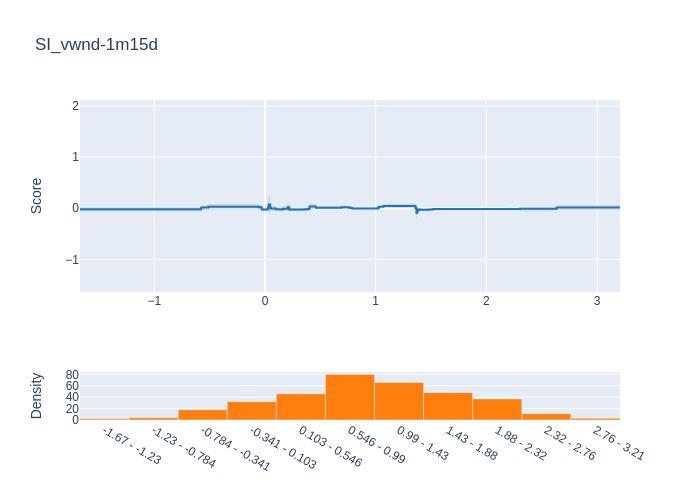 SI_vwnd-1m15d
Score
2
1
0
−1
−1 0 1 2 3
Density
80
60
40
20
0
-1.67 - -1.23
-1.23 - -0.784
-0.784 - -0.341
-0.341 - 0.103
0.103 - 0.546
0.546 - 0.99
0.99 - 1.43
1.43 - 1.88
1.88 - 2.32
2.32 - 2.76
2.76 - 3.21